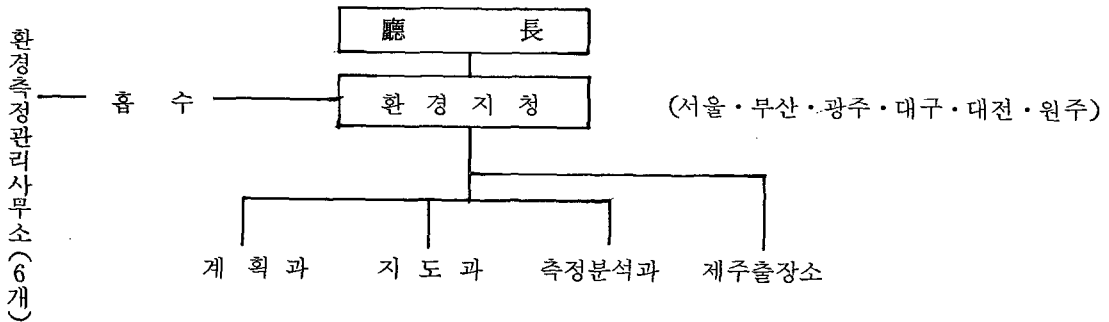 廳 長
환경측정관리사무소(6개)
흡 수
환 경 지 청
(서울·부산·광주·대구·대전·원주)
계 획 과
지 도 과
측정분석과
제주출장소